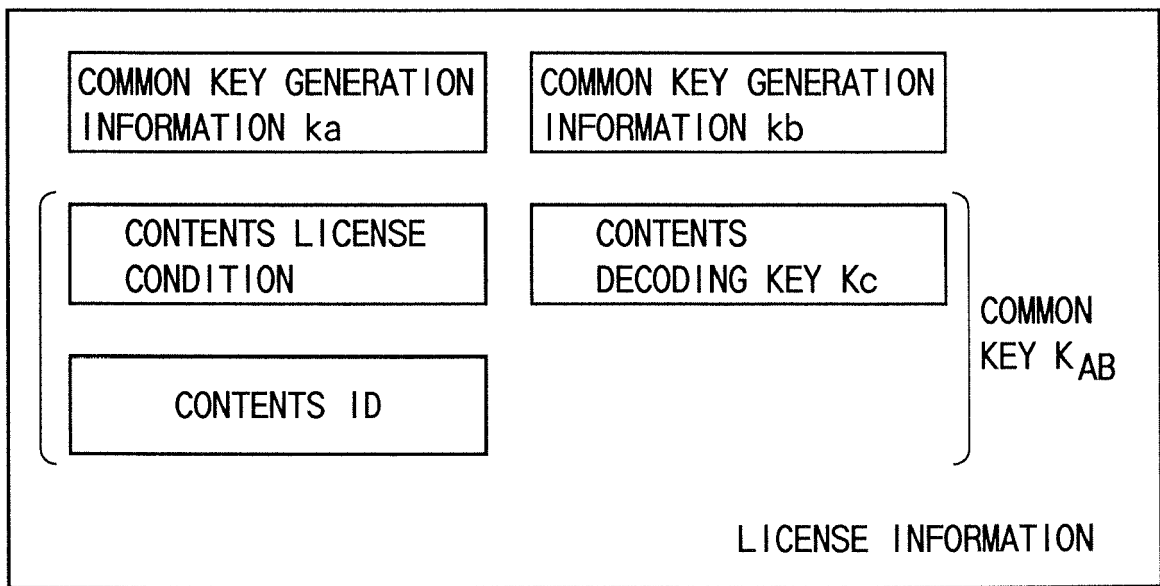 COMMON KEY GENERATION
INFORMATION ka
COMMON KEY GENERATION
INFORMATION kb
CONTENTS LICENSE
CONDITION
CONTENTS
DECODING KEY Kc
CONTENTS ID
COMMON
KEY KAB
LICENSE INFORMATION